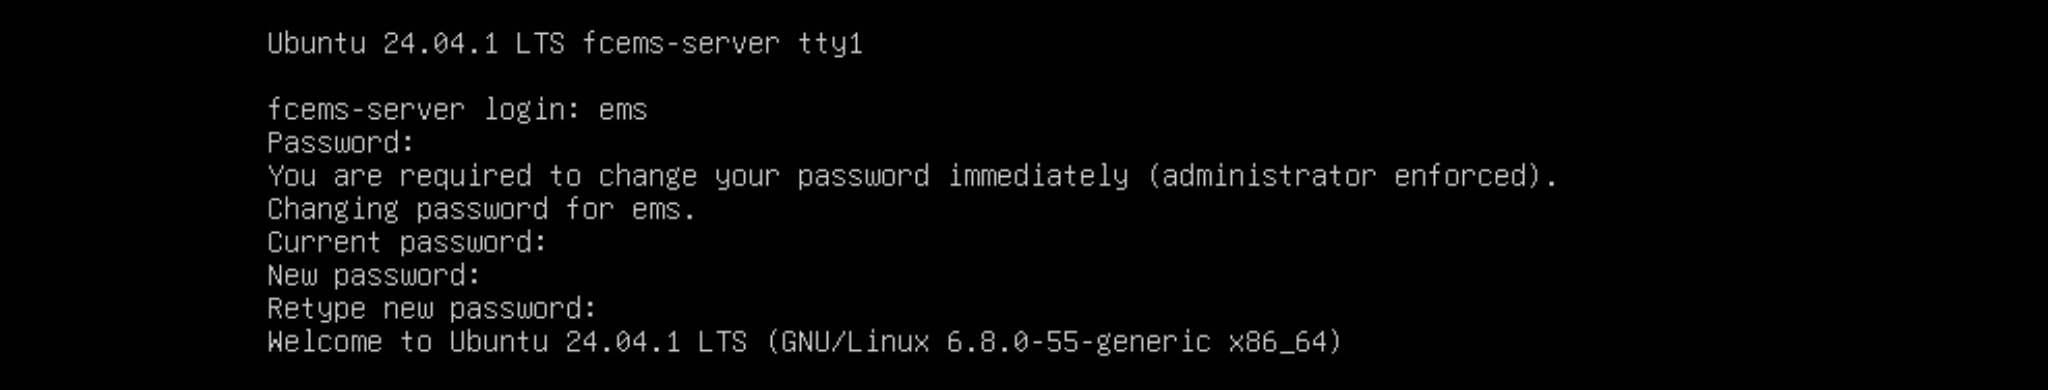 Ubuntu 24.04.1 LTS fcems-server tty1
fcems-server login: ems
Password:
You are required to change your password immediately (administrator enforced).
Changing password for ems.
Current password:
New password:
Retype new password:
Welcome to Ubuntu 24.04.1 LTS (GNU/Linux 6.8.0-55-generic x86_64)